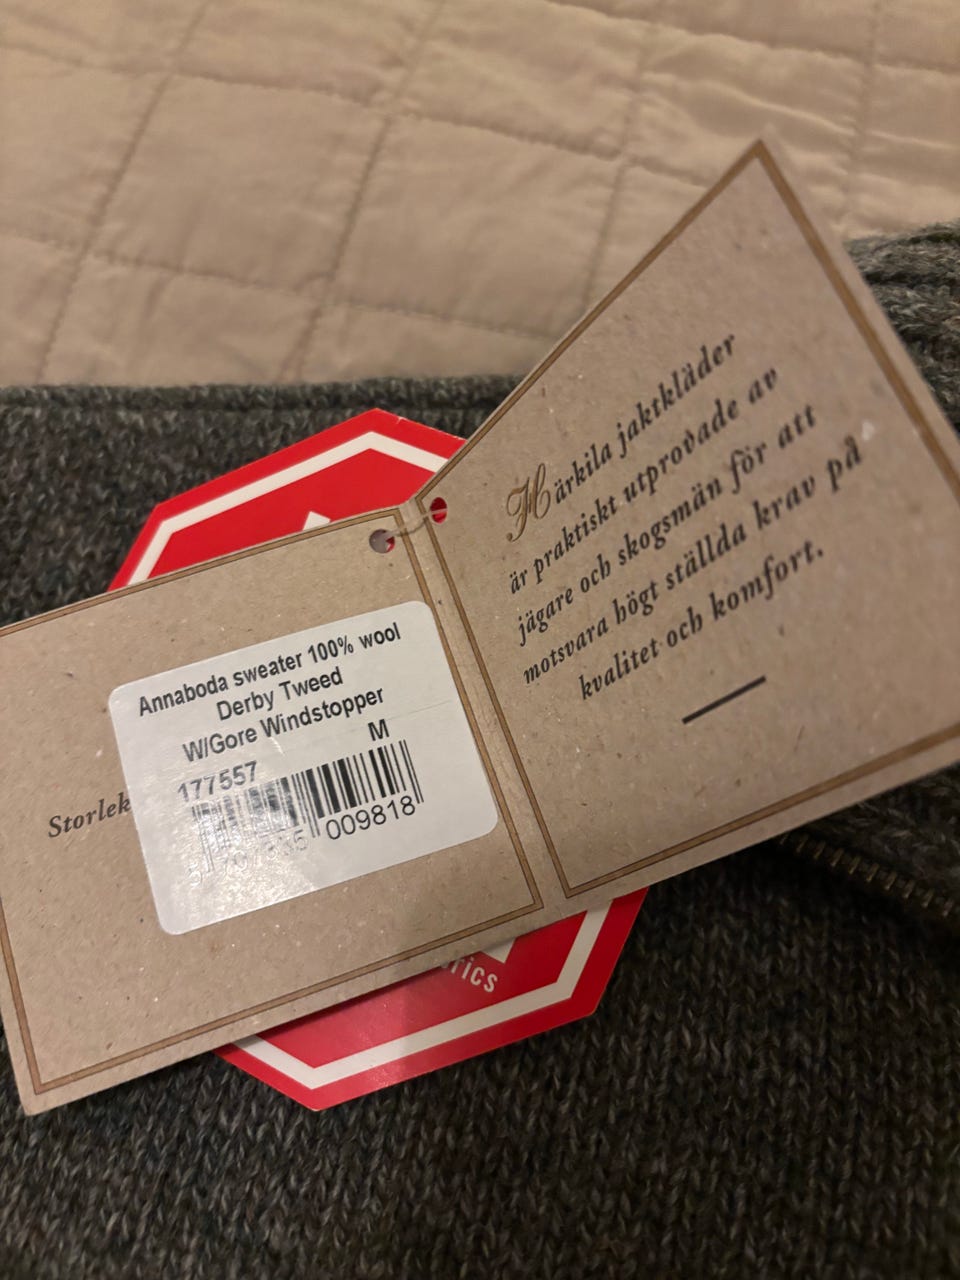 Härkila jaktkläder
är praktiskt utprovade av
jägare och skogsmän för att
motsvara högt ställda krav på
kvalitet och komfort.
Annaboda sweater 100% wool
Derby Tweed
W/Gore Windstopper
M
177557
009818
Storlek